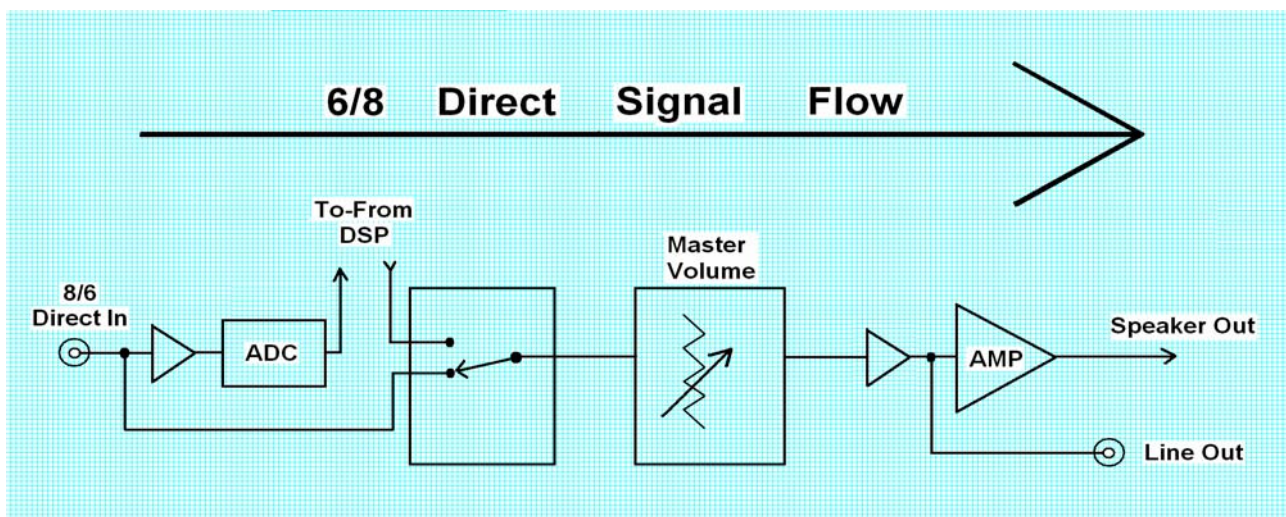 6/8 Direct Signal Flow
To-From
DSP
Master
Volume
8/6
Direct In
ADC
Speaker Out
AMP
Line Out